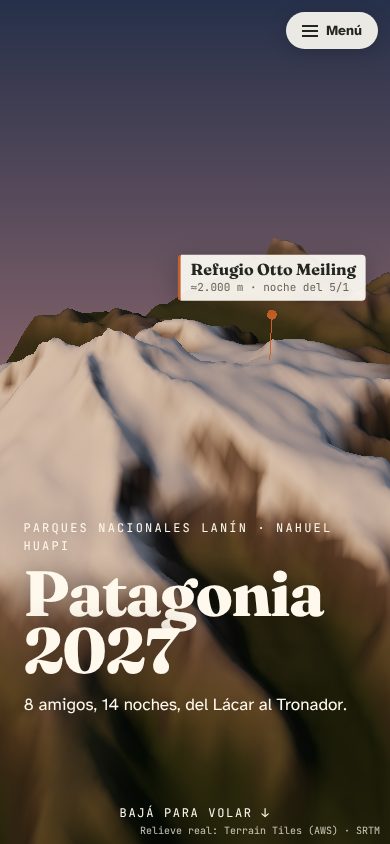 Menú
Refugio Otto Meiling
≈2.000 m · noche del 5/1
PARQUES NACIONALES LANÍN · NAHUEL
HUAPI
Patagonia
2027
8 amigos, 14 noches, del Lácar al Tronador.
BAJÁ PARA VOLAR ↓
Relieve real: Terrain Tiles (AWS) · SRTM